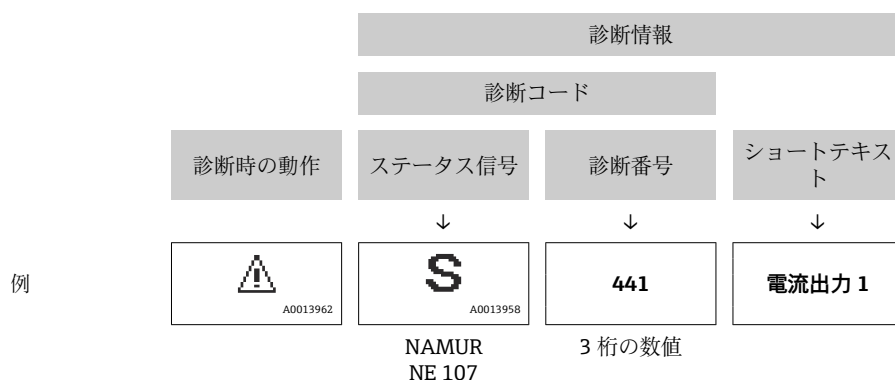 診断情報
診断コード
診断時の動作 ステータス信号 診断番号 ショートテキス
ト
↓ ↓ ↓
例 S 441 電流出力 1
A0013962 A0013958
NAMUR 3 桁の数値
NE 107